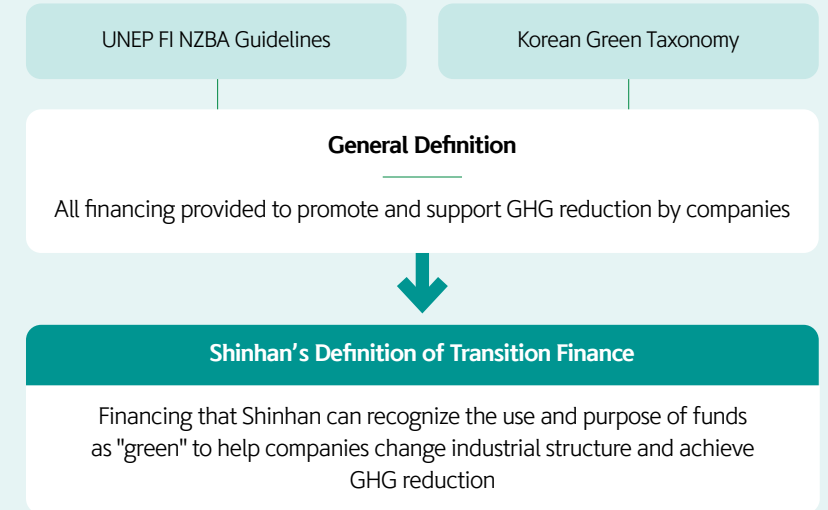 UNEP FI NZBA Guidelines
Korean Green Taxonomy
General Definition
All financing provided to promote and support GHG reduction by companies
Shinhan's Definition of Transition Finance
Financing that Shinhan can recognize the use and purpose of funds
as "green" to help companies change industrial structure and achieve
GHG reduction